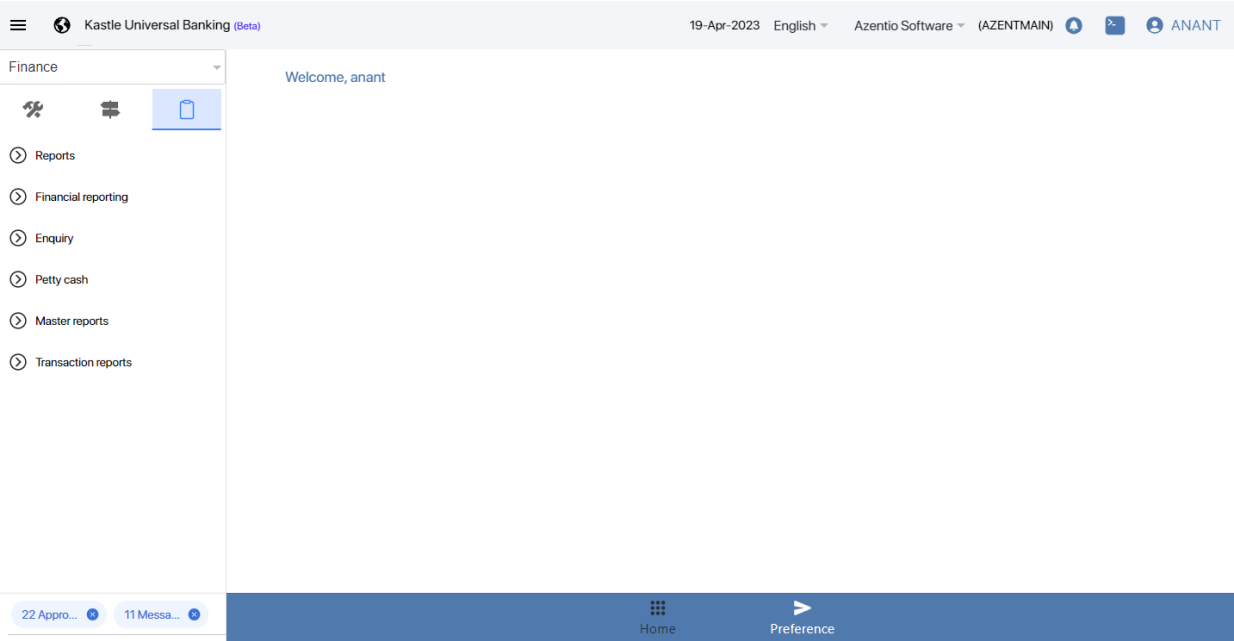 Kastle Universal Banking (Beta) 19-Apr-2023 English Azentio Software (AZENTMAIN) ANANT
Finance
Welcome, anant
Reports
Financial reporting
Enquiry
Petty cash
Master reports
Transaction reports
22 Appro... 11 Messa...
Home Preference